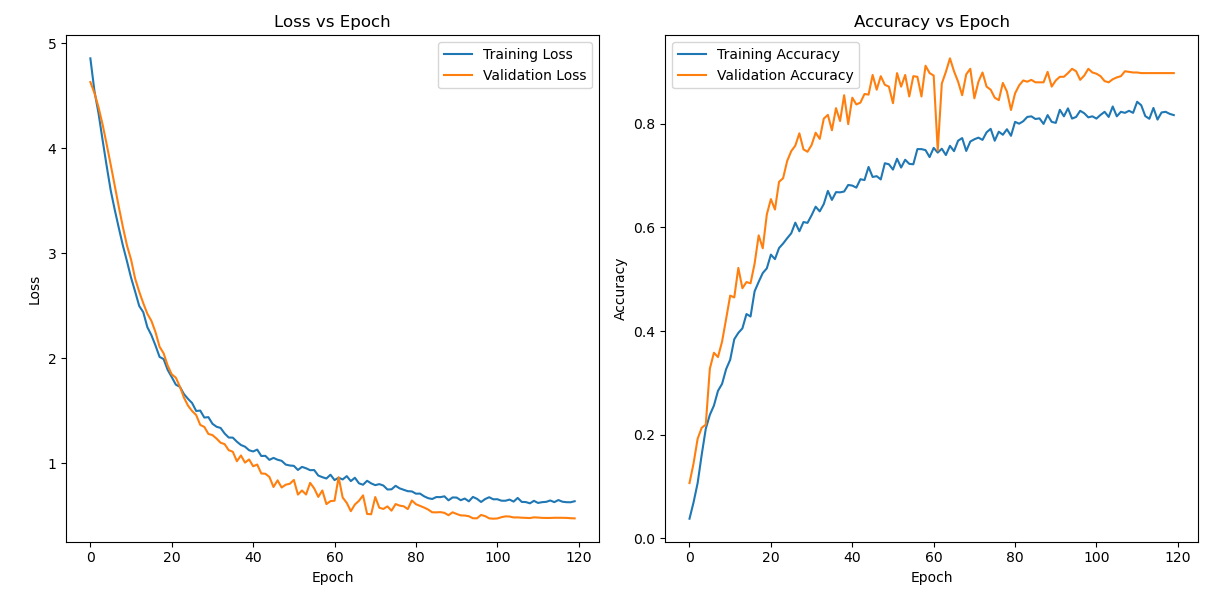 Loss vs Epoch
Training Loss
Validation Loss
5
4
3
2
1
Loss
0 20 40 60 80 100 120
Epoch
Accuracy vs Epoch
Training Accuracy
Validation Accuracy
0.8
0.6
0.4
0.2
0.0
Accuracy
0 20 40 60 80 100 120
Epoch